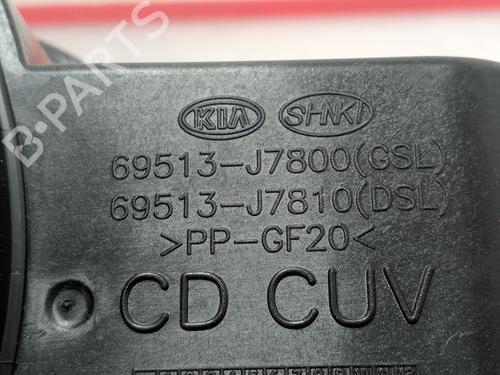 B-PARTS
KIA SHNKI
69513-J7800(GSL)
69513-J7810(DSL)
>PP-GF20<
CD CUV